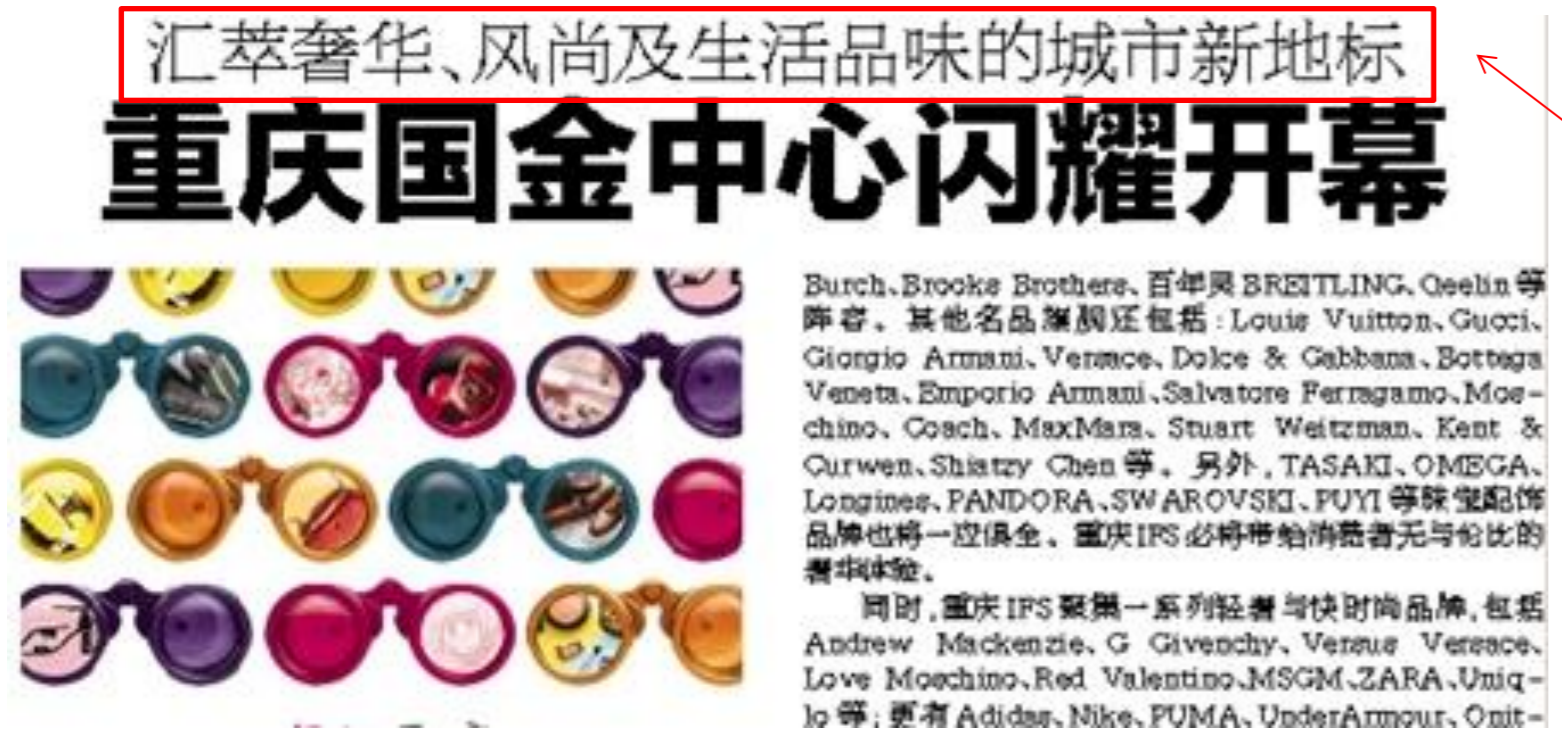 汇萃奢华、风尚及生活品味的城市新地标
重庆国金中心闪耀开幕
Burch、Brooks Brothers、百年灵 BREITLING、Qeelin 等
阵容。其他名品旗舰还包括：Louis Vuitton、Gucci、
Giorgio Armani、Versace、Dolce & Gabbana、Bottega
Veneta、Emporio Armani、Salvatore Ferragamo、Mos-
chino、Coach、MaxMara、Stuart Weitzman、Kent &
Curwen、Shiatzy Chen 等。另外，TASAKI、OMEGA、
Longines、PANDORA、SWAROVSKI、PUYI 等珠宝配饰
品牌也将一应俱全。重庆IFS必将带给消费者无与伦比的
奢华体验。
同时，重庆IFS聚集一系列轻奢与快时尚品牌，包括
Andrew Mackenzie、G Givenchy、Versus Versace、
Love Moschino、Red Valentino、MSGM、ZARA、Uniq-
lo 等；更有 Adidas、Nike、PUMA、UnderArmour、Onit-